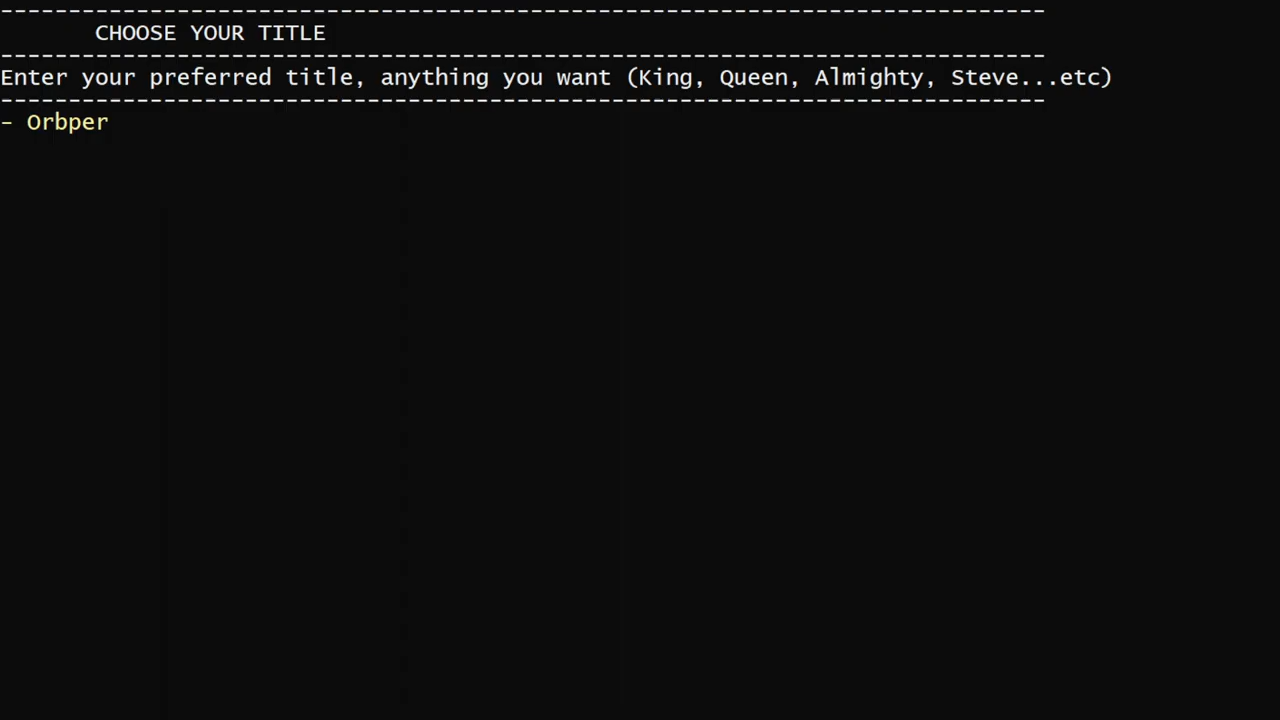 -----------------------------------------------------------------------------
CHOOSE YOUR TITLE
-----------------------------------------------------------------------------
Enter your preferred title, anything you want (King, Queen, Almighty, Steve...etc)
-----------------------------------------------------------------------------
- Orbper